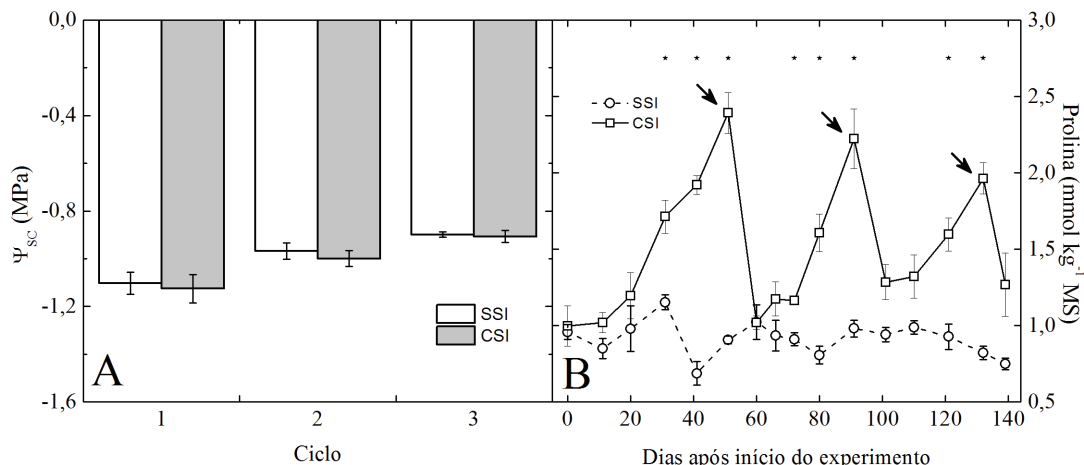 0,0
-0,4
-0,8
-1,2
-1,6
Ψ_SC (MPa)
SSI
CSI
A
1 2 3
Ciclo
* * * * * * * *
SSI
CSI
B
3,0
2,5
2,0
1,5
1,0
0,5
Prolina (mmol kg⁻¹ MS)
0 20 40 60 80 100 120 140
Dias após início do experimento